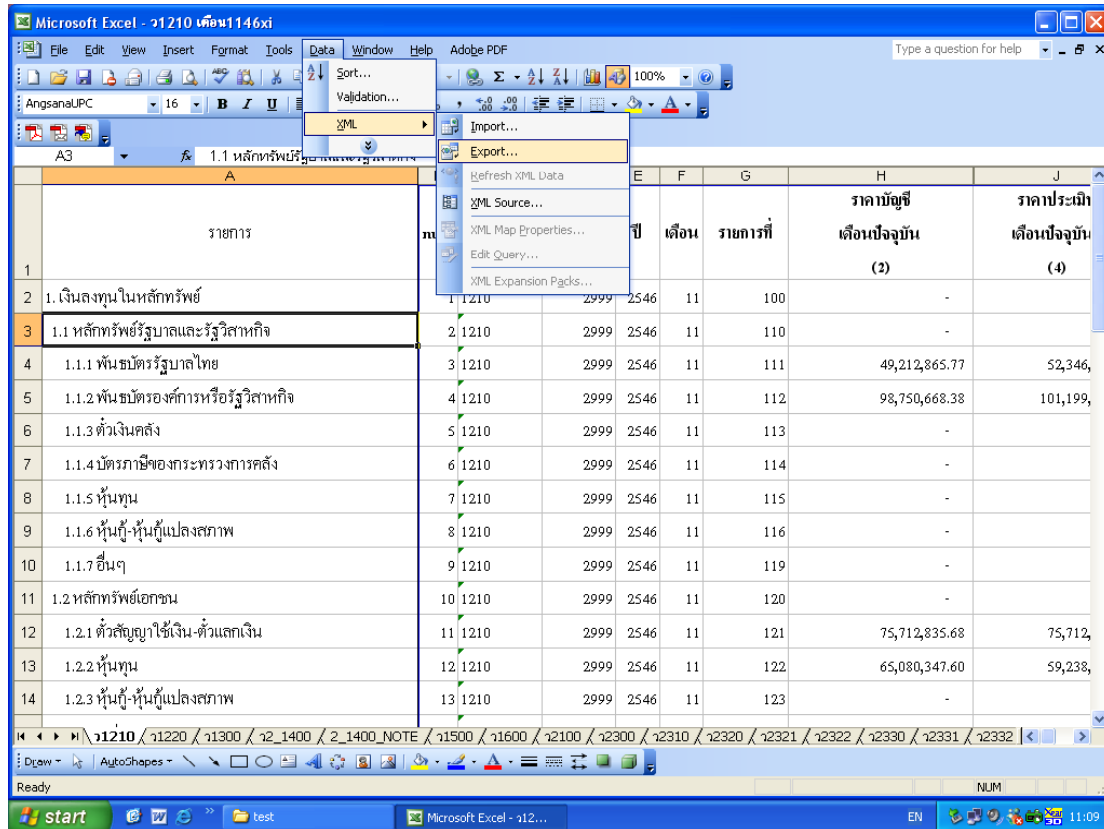 Microsoft Excel - ว1210 เดือน1146xi
File Edit View Insert Format Tools Data Window Help Adobe PDF Type a question for help
100%
AngsanaUPC 16 B I U
Sort...
Validation...
XML
Import...
Export...
Refresh XML Data
XML Source...
XML Map Properties...
Edit Query...
XML Expansion Packs...
A3 fx 1.1 หลักทรัพย์รัฐบาลและรัฐวิสาหกิจ
A E F G H J
1 รายการ ปี เดือน รายการที่ ราคาบัญชี เดือนปัจจุบัน (2) เดือนปัจจุบัน (4)
2 1. เงินลงทุนในหลักทรัพย์ 1 1210 2999 2546 11 100 -
3 1.1 หลักทรัพย์รัฐบาลและรัฐวิสาหกิจ 2 1210 2999 2546 11 110 -
4 1.1.1 พันธบัตรรัฐบาลไทย 3 1210 2999 2546 11 111 49,212,865.77 52,346,
5 1.1.2 พันธบัตรองค์การหรือรัฐวิสาหกิจ 4 1210 2999 2546 11 112 98,750,668.38 101,199,
6 1.1.3 ตั๋วเงินคลัง 5 1210 2999 2546 11 113 -
7 1.1.4 บัตรภาษีของกระทรวงการคลัง 6 1210 2999 2546 11 114 -
8 1.1.5 หุ้นทุน 7 1210 2999 2546 11 115 -
9 1.1.6 หุ้นกู้-หุ้นกู้แปลงสภาพ 8 1210 2999 2546 11 116 -
10 1.1.7 อื่นๆ 9 1210 2999 2546 11 119 -
11 1.2 หลักทรัพย์เอกชน 10 1210 2999 2546 11 120 -
12 1.2.1 ตั๋วสัญญาใช้เงิน-ตั๋วแลกเงิน 11 1210 2999 2546 11 121 75,712,835.68 75,712,
13 1.2.2 หุ้นทุน 12 1210 2999 2546 11 122 65,080,347.60 59,238,
14 1.2.3 หุ้นกู้-หุ้นกู้แปลงสภาพ 13 1210 2999 2546 11 123 -
ว1210 ว1220 ว1300 ว2_1400 2_1400_NOTE ว1500 ว1600 ว2100 ว2300 ว2310 ว2320 ว2321 ว2322 ว2330 ว2331 ว2332
Draw AutoShapes
Ready NUM
start test Microsoft Excel - ว12... EN 11:09